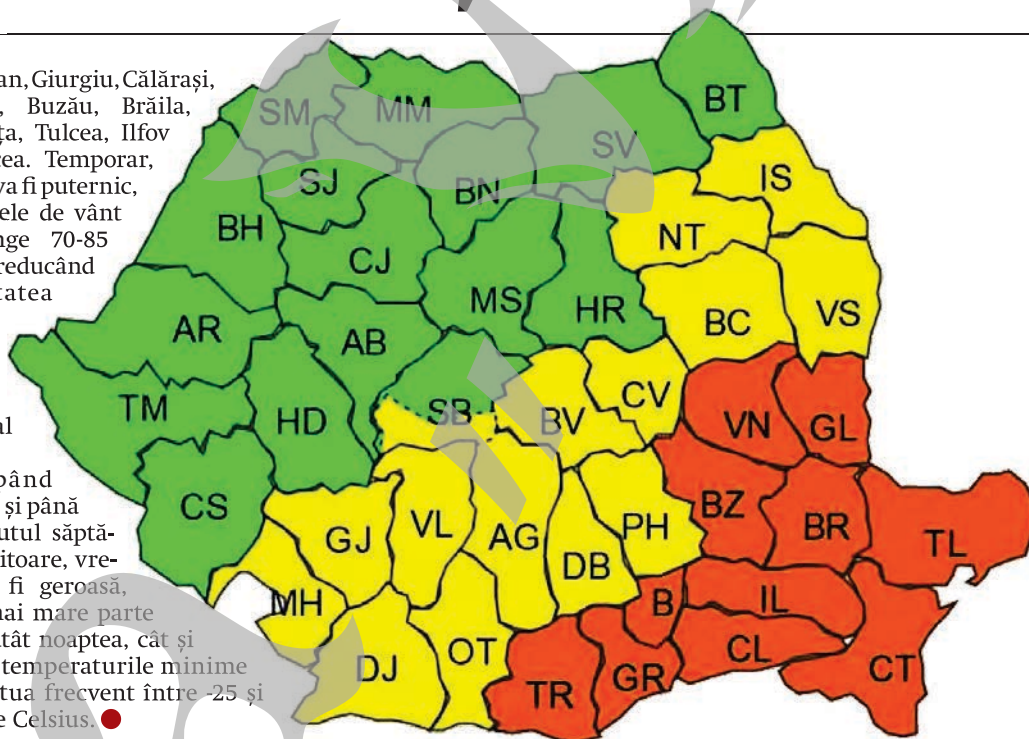 an, Giurgiu, Călărași,
, Buzău, Brăila,
ța, Tulcea, Ilfov
cea. Temporar,
va fi puternic,
ele de vânt
nge 70-85
reducând
tatea
al
pând
și până
utul săptă-
itoare, vre-
fi geroasă,
mai mare parte
tât noaptea, cât și
temperaturile minime
tua frecvent între -25 și
e Celsius.
BT
SM
MM
SV
SJ
BN
IS
BH
NT
CJ
MS
HR
BC
VS
AR
AB
TM
HD
SB
BV
CV
VN
GL
CS
GJ
VL
AG
DB
PH
BZ
BR
TL
MH
B
IL
DJ
OT
TR
GR
CL
CT